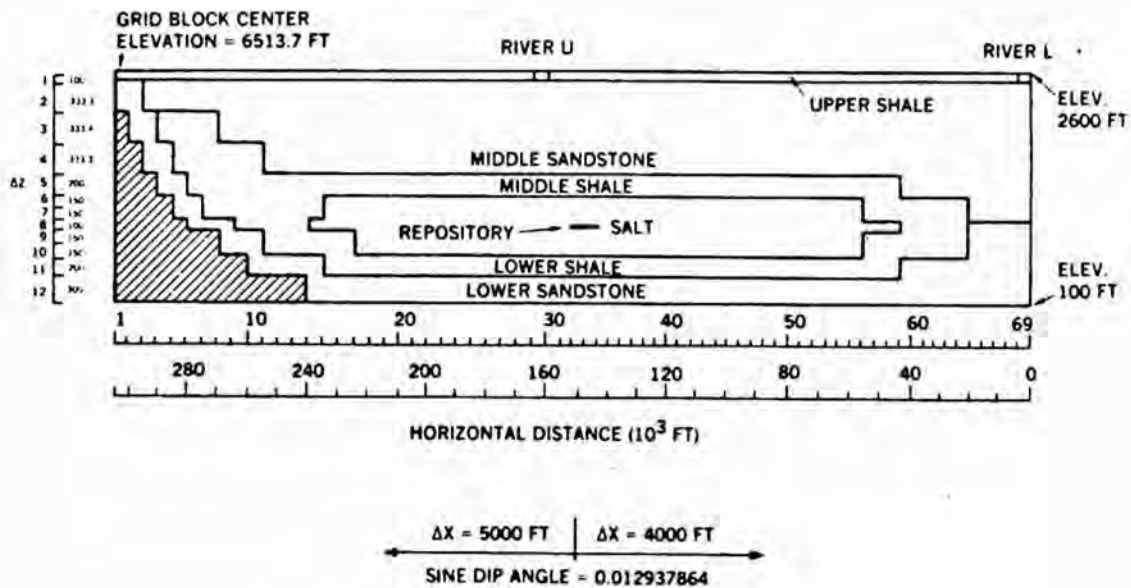 GRID BLOCK CENTER
ELEVATION = 6513.7 FT
RIVER U
RIVER L
UPPER SHALE
ELEV.
2600 FT
MIDDLE SANDSTONE
MIDDLE SHALE
REPOSITORY
SALT
LOWER SHALE
LOWER SANDSTONE
ELEV.
100 FT
ΔZ
1
2
3
4
5
6
7
8
9
10
11
12
1 10 20 30 40 50 60 69
280 240 200 160 120 80 40 0
HORIZONTAL DISTANCE (10³ FT)
ΔX = 5000 FT ΔX = 4000 FT
SINE DIP ANGLE = 0.012937864